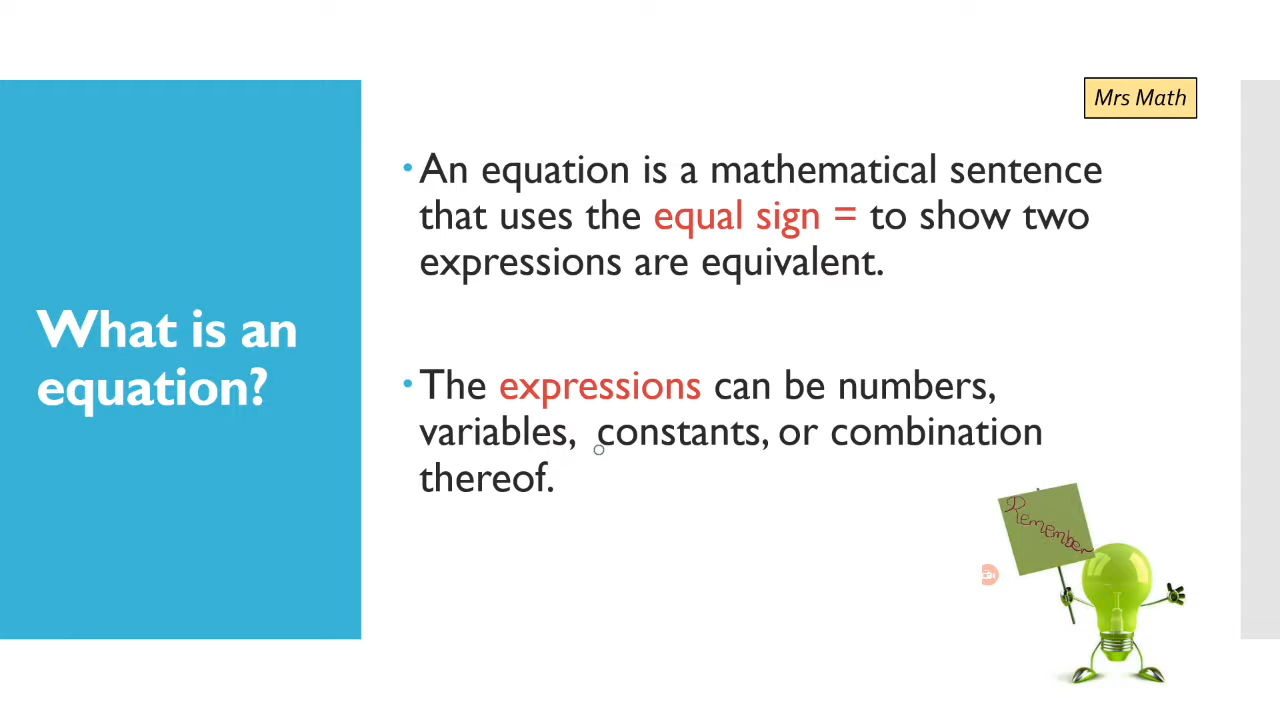 Mrs Math
What is an
equation?
• An equation is a mathematical sentence
that uses the equal sign = to show two
expressions are equivalent.
• The expressions can be numbers,
variables, constants, or combination
thereof.
Remember